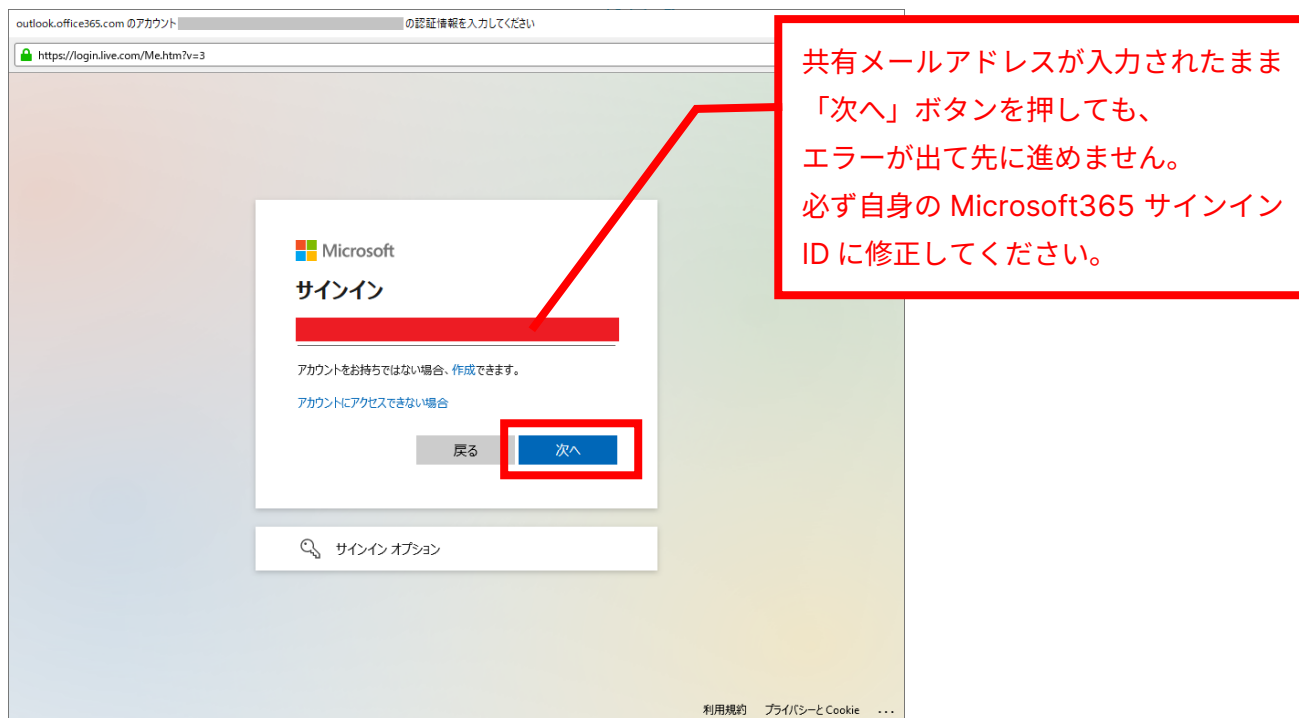 outlook.office365.com のアカウント の認証情報を入力してください
https://login.live.com/Me.htm?v=3
共有メールアドレスが入力されたまま
「次へ」ボタンを押しても、
エラーが出て先に進めません。
必ず自身の Microsoft365 サインイン
ID に修正してください。
Microsoft
サインイン
アカウントをお持ちではない場合、作成できます。
アカウントにアクセスできない場合
戻る 次へ
サインイン オプション
利用規約 プライバシーと Cookie ...